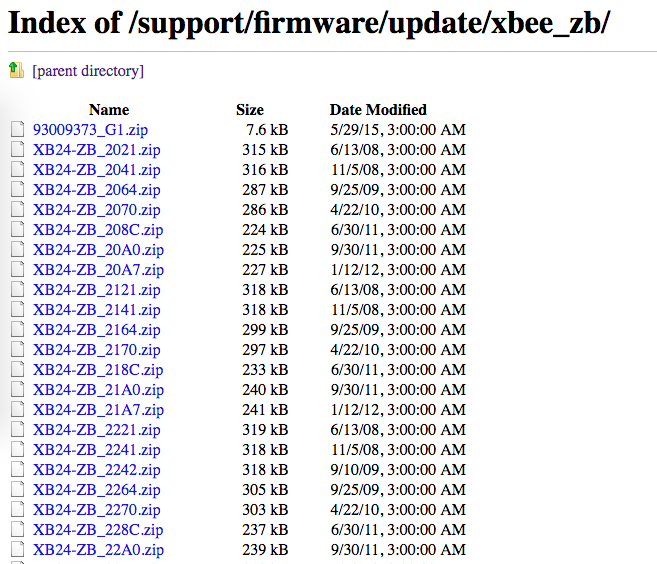 Index of /support/firmware/update/xbee_zb/
[parent directory]
Name Size Date Modified
93009373_G1.zip 7.6 kB 5/29/15, 3:00:00 AM
XB24-ZB_2021.zip 315 kB 6/13/08, 3:00:00 AM
XB24-ZB_2041.zip 316 kB 11/5/08, 3:00:00 AM
XB24-ZB_2064.zip 287 kB 9/25/09, 3:00:00 AM
XB24-ZB_2070.zip 286 kB 4/22/10, 3:00:00 AM
XB24-ZB_208C.zip 224 kB 6/30/11, 3:00:00 AM
XB24-ZB_20A0.zip 225 kB 9/30/11, 3:00:00 AM
XB24-ZB_20A7.zip 227 kB 1/12/12, 3:00:00 AM
XB24-ZB_2121.zip 318 kB 6/13/08, 3:00:00 AM
XB24-ZB_2141.zip 318 kB 11/5/08, 3:00:00 AM
XB24-ZB_2164.zip 299 kB 9/25/09, 3:00:00 AM
XB24-ZB_2170.zip 297 kB 4/22/10, 3:00:00 AM
XB24-ZB_218C.zip 233 kB 6/30/11, 3:00:00 AM
XB24-ZB_21A0.zip 240 kB 9/30/11, 3:00:00 AM
XB24-ZB_21A7.zip 241 kB 1/12/12, 3:00:00 AM
XB24-ZB_2221.zip 319 kB 6/13/08, 3:00:00 AM
XB24-ZB_2241.zip 318 kB 11/5/08, 3:00:00 AM
XB24-ZB_2242.zip 318 kB 9/10/09, 3:00:00 AM
XB24-ZB_2264.zip 305 kB 9/25/09, 3:00:00 AM
XB24-ZB_2270.zip 303 kB 4/22/10, 3:00:00 AM
XB24-ZB_228C.zip 237 kB 6/30/11, 3:00:00 AM
XB24-ZB_22A0.zip 239 kB 9/30/11, 3:00:00 AM